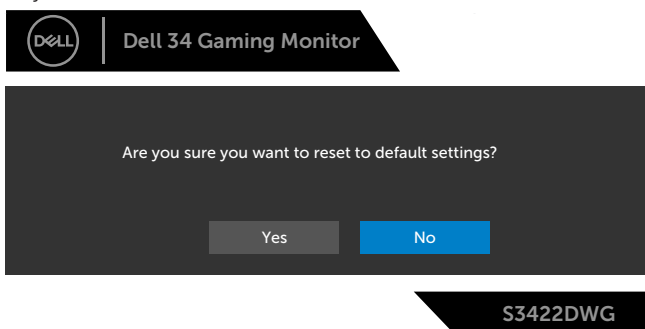 DELL
Dell 34 Gaming Monitor
Are you sure you want to reset to default settings?
Yes No
S3422DWG